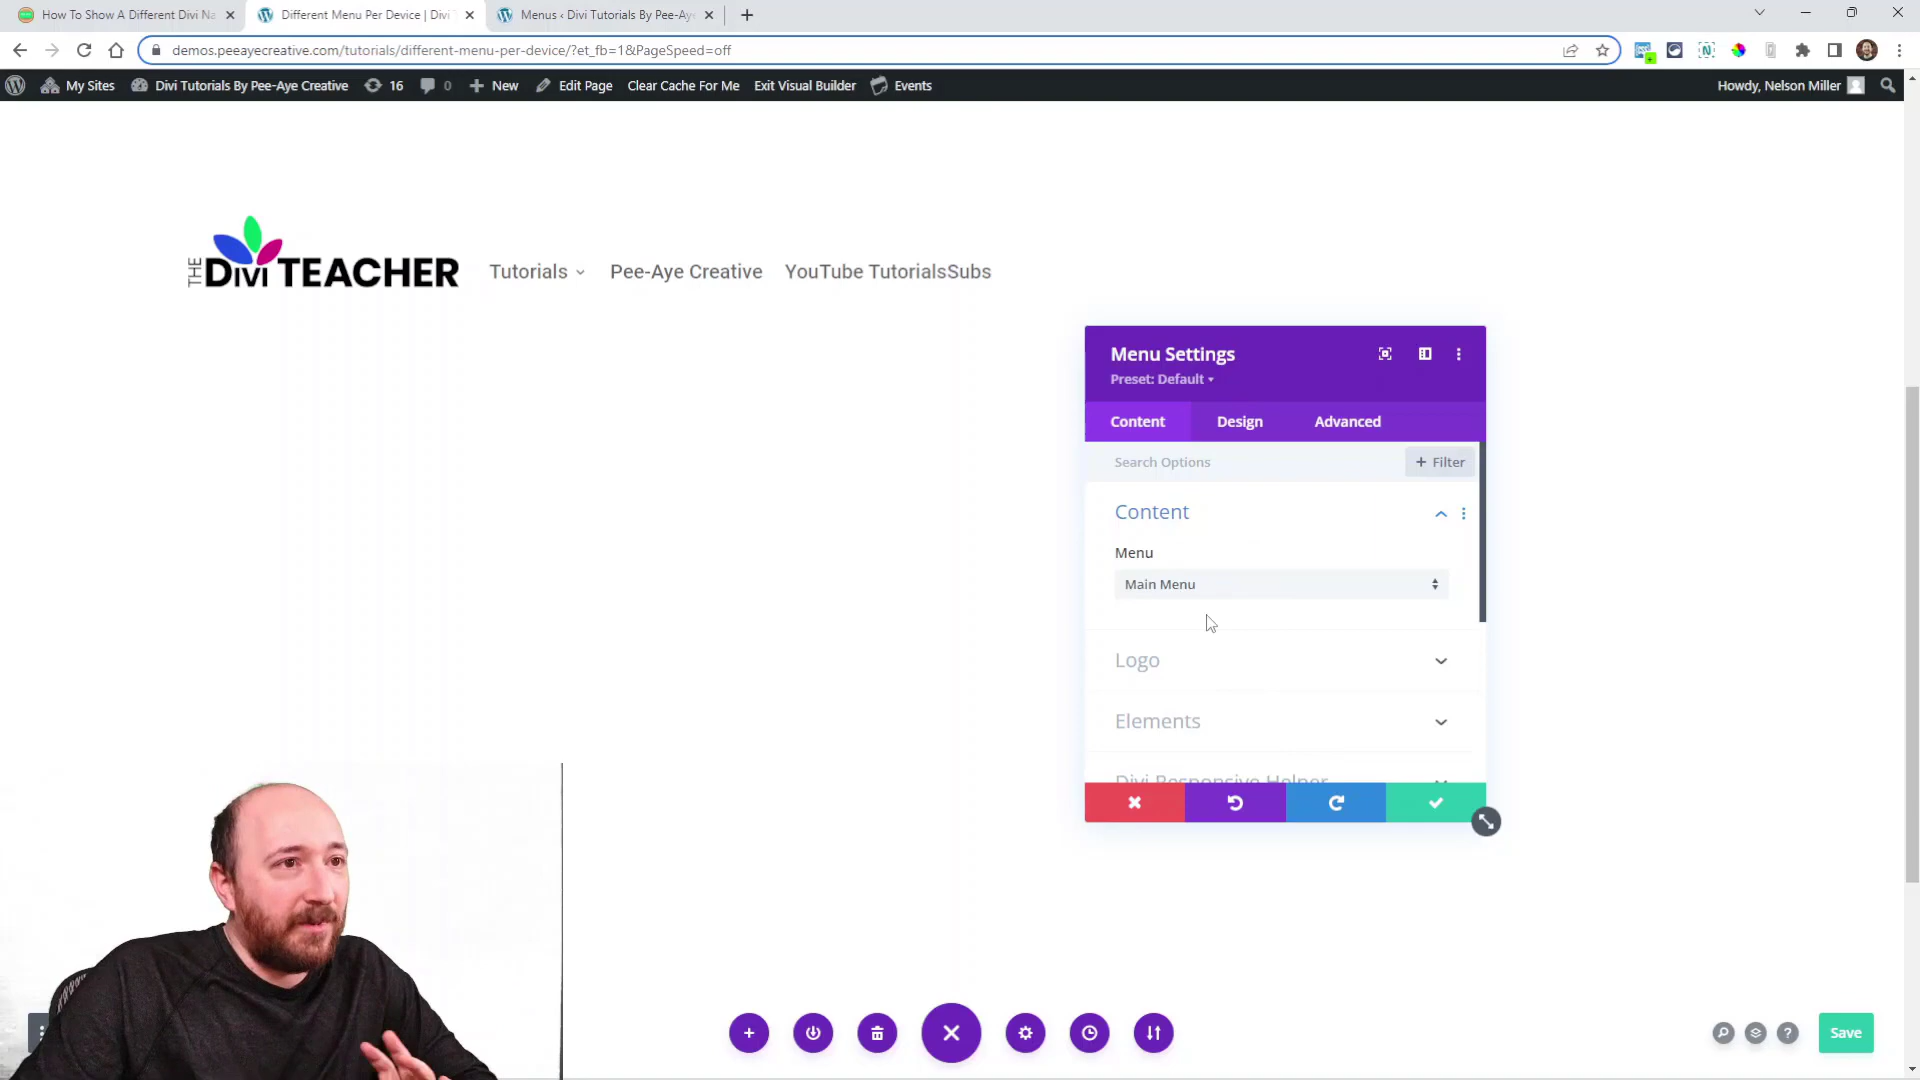 How To Show A Different Divi Na
Different Menu Per Device | Divi T
Menus ‹ Divi Tutorials By Pee-Aye
demos.peeayecreative.com/tutorials/different-menu-per-device/?et_fb=1&PageSpeed=off
My Sites
Divi Tutorials By Pee-Aye Creative
16
0
New
Edit Page
Clear Cache For Me
Exit Visual Builder
Events
Howdy, Nelson Miller
THE DIVI TEACHER
Tutorials
Pee-Aye Creative
YouTube TutorialsSubs
Menu Settings
Preset: Default
Content
Design
Advanced
Search Options
+ Filter
Content
Menu
Main Menu
Logo
Elements
Divi Responsive Helper
Save